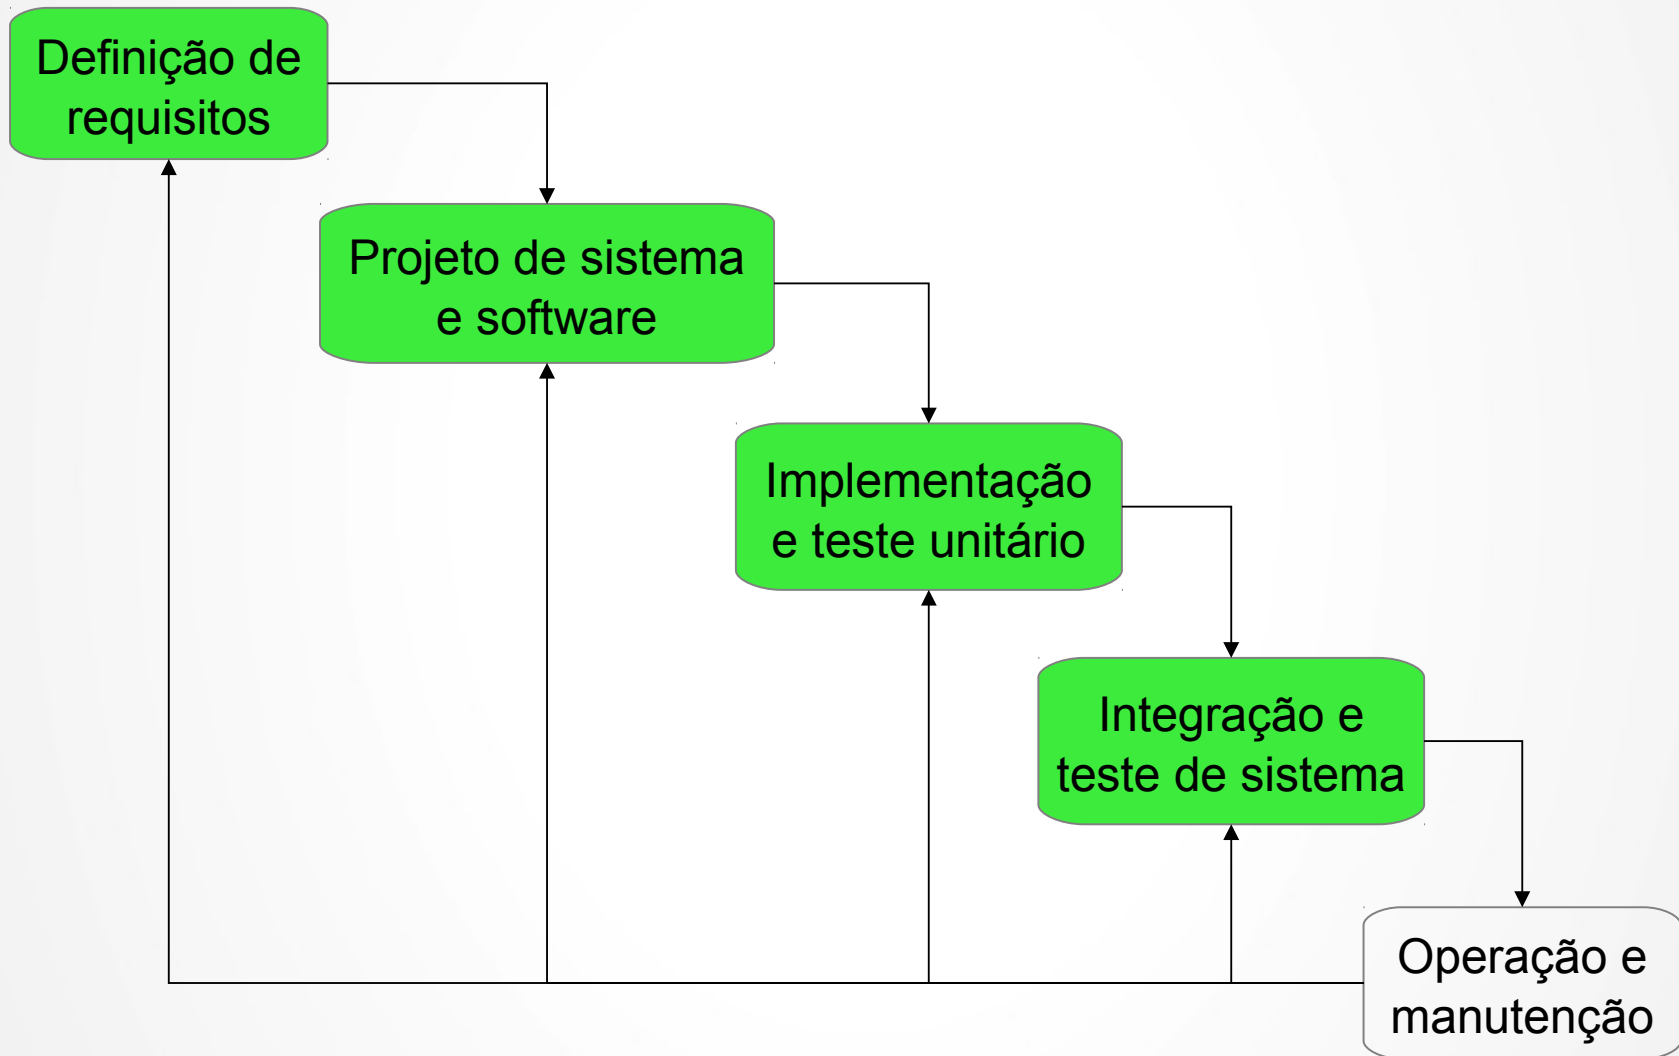 Definição de
requisitos
Projeto de sistema
e software
Implementação
e teste unitário
Integração e
teste de sistema
Operação e
manutenção